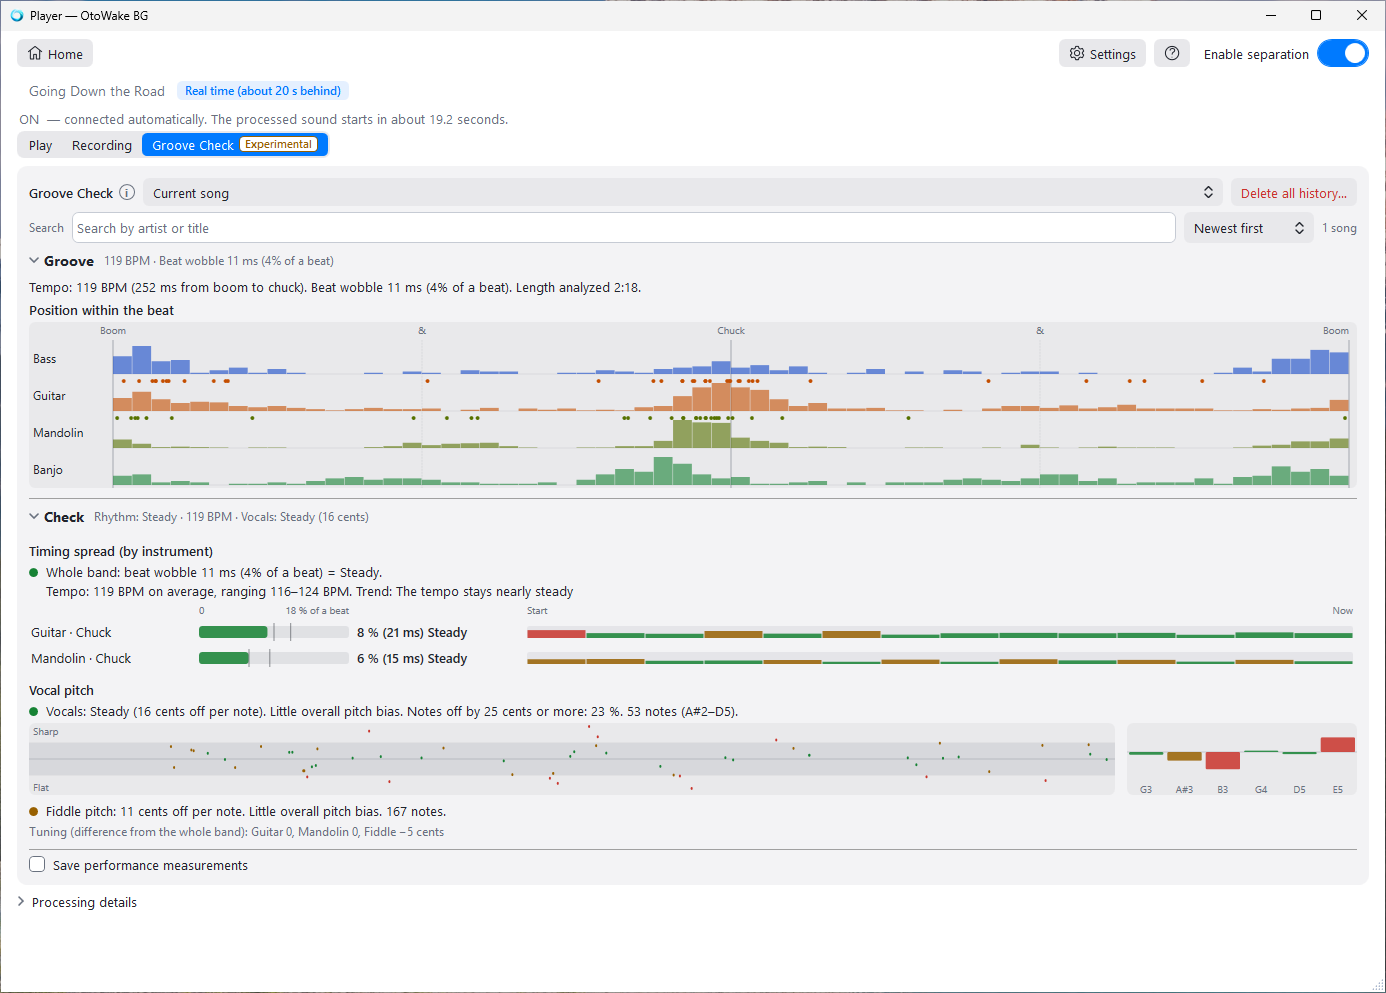 Player — OtoWake BG
Home
Settings
Enable separation
Going Down the Road
Real time (about 20 s behind)
ON — connected automatically. The processed sound starts in about 19.2 seconds.
Play
Recording
Groove Check
Experimental
Groove Check
Current song
Delete all history...
Search
Search by artist or title
Newest first
1 song
Groove
119 BPM · Beat wobble 11 ms (4% of a beat)
Tempo: 119 BPM (252 ms from boom to chuck). Beat wobble 11 ms (4% of a beat). Length analyzed 2:18.
Position within the beat
Boom
&
Chuck
&
Boom
Bass
Guitar
Mandolin
Banjo
Check
Rhythm: Steady · 119 BPM · Vocals: Steady (16 cents)
Timing spread (by instrument)
Whole band: beat wobble 11 ms (4% of a beat) = Steady.
Tempo: 119 BPM on average, ranging 116–124 BPM. Trend: The tempo stays nearly steady
0
18 % of a beat
Start
Now
Guitar · Chuck
8 % (21 ms) Steady
Mandolin · Chuck
6 % (15 ms) Steady
Vocal pitch
Vocals: Steady (16 cents off per note). Little overall pitch bias. Notes off by 25 cents or more: 23 %. 53 notes (A#2–D5).
Sharp
Flat
G3
A#3
B3
G4
D5
E5
Fiddle pitch: 11 cents off per note. Little overall pitch bias. 167 notes.
Tuning (difference from the whole band): Guitar 0, Mandolin 0, Fiddle −5 cents
Save performance measurements
Processing details